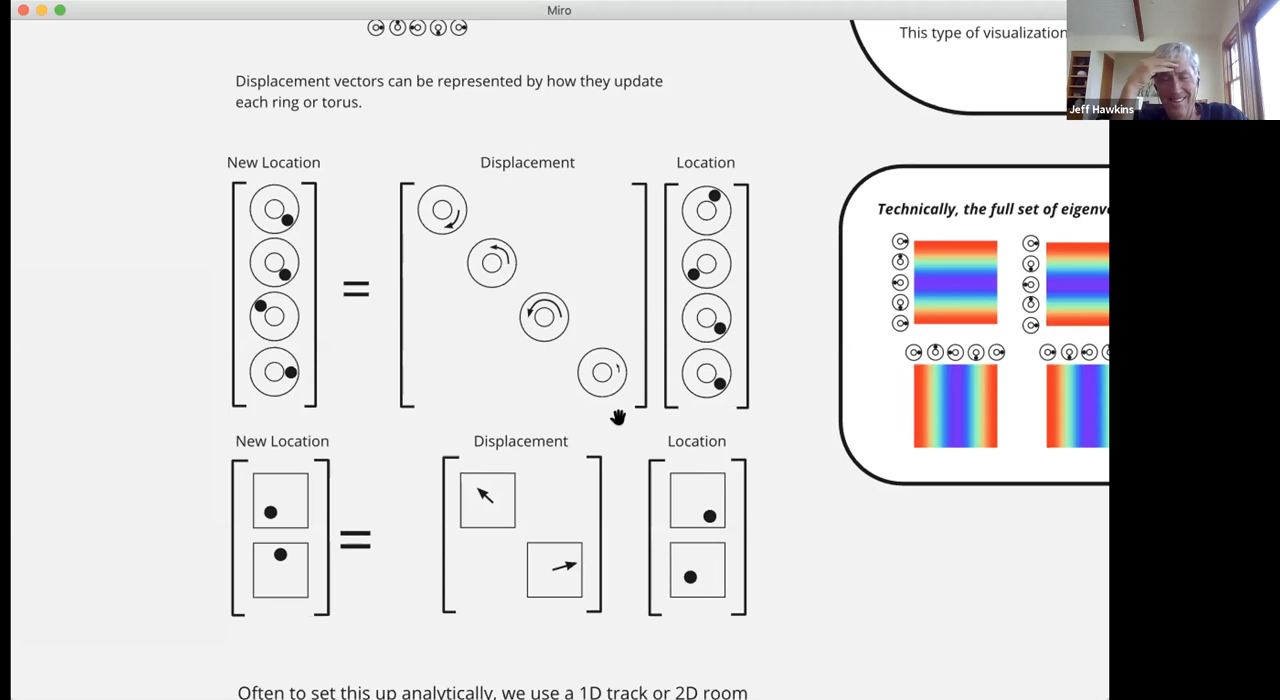 Miro
This type of visualization
Jeff Hawkins
Displacement vectors can be represented by how they update
each ring or torus.
New Location
Displacement
Location
=
Technically, the full set of eigenv
New Location
Displacement
Location
=
Often to set this up analytically, we use a 1D track or 2D room